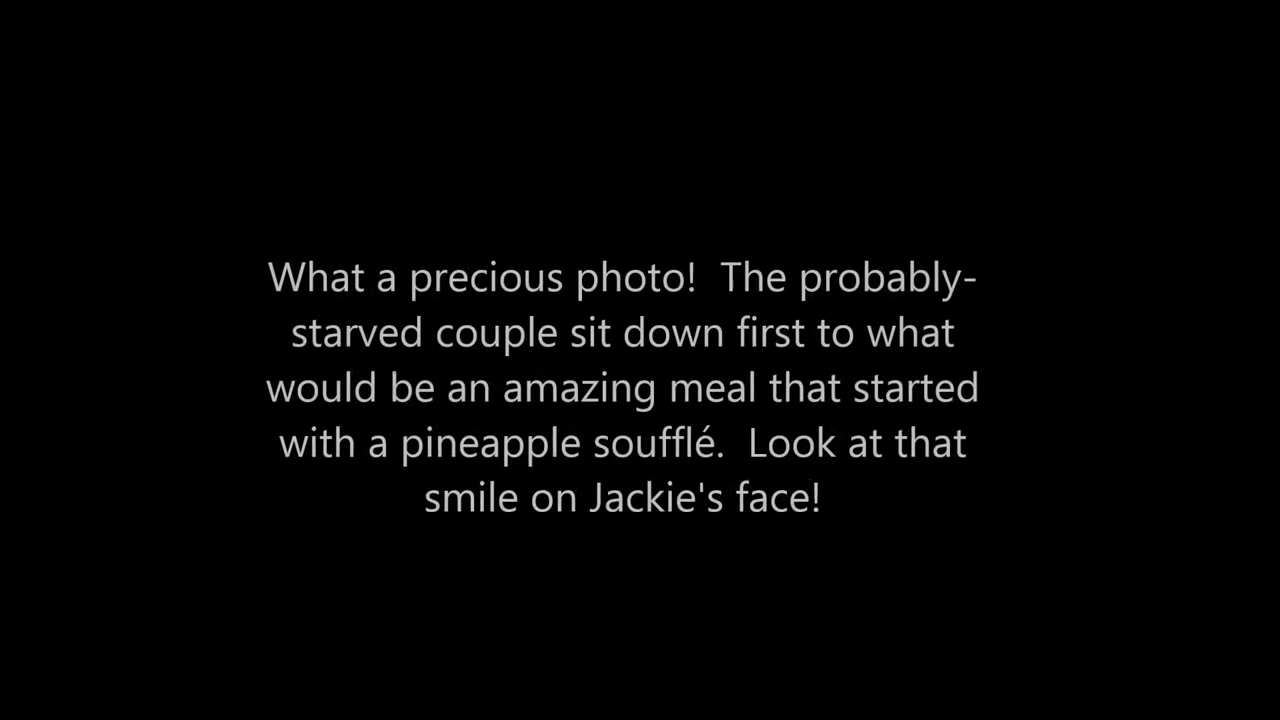 What a precious photo!  The probably-
starved couple sit down first to what
would be an amazing meal that started
with a pineapple soufflé.  Look at that
smile on Jackie's face!